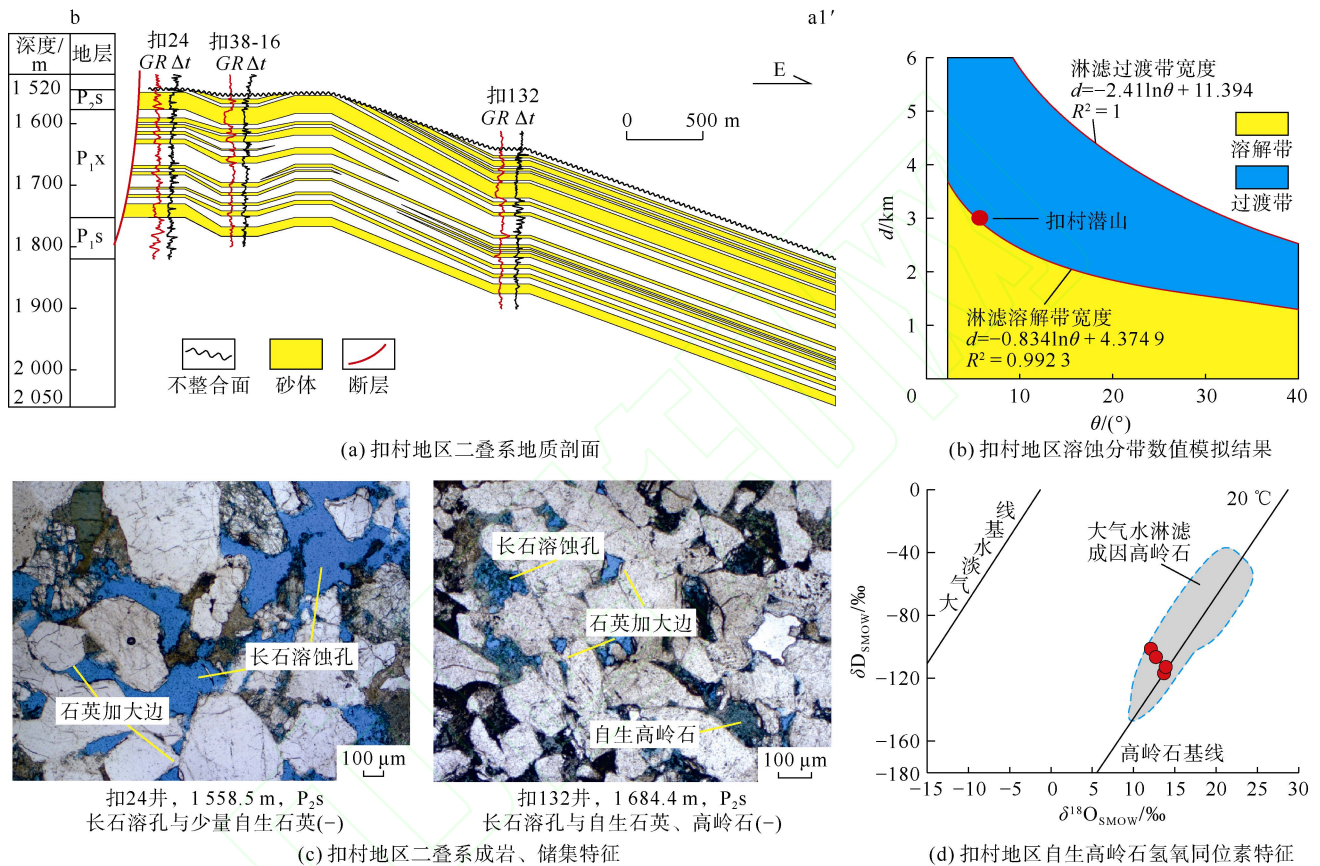 b
a1′
深度/
m
地层
扣24
GR Δt
扣38-16
GR Δt
扣132
GR Δt
E
0 500 m
1 520
1 600
1 700
1 800
1 900
2 000
2 050
P₂s
P₁x
P₁s
不整合面
砂体
断层
(a) 扣村地区二叠系地质剖面
d/km
6
5
4
3
2
1
0
10
20
30
40
θ/(°)
淋滤过渡带宽度
d=−2.41lnθ+11.394
R²=1
溶解带
过渡带
扣村潜山
淋滤溶解带宽度
d=−0.834lnθ+4.374 9
R²=0.992 3
(b) 扣村地区溶蚀分带数值模拟结果
长石溶蚀孔
石英加大边
100 μm
扣24井，1 558.5 m，P₂s
长石溶孔与少量自生石英(−)
长石溶蚀孔
石英加大边
自生高岭石
100 μm
扣132井，1 684.4 m，P₂s
长石溶孔与自生石英、高岭石(−)
(c) 扣村地区二叠系成岩、储集特征
δD_SMOW/‰
0
−40
−80
−120
−160
−180
−15
−10
−5
0
5
10
15
20
25
30
δ¹⁸O_SMOW/‰
大气淡水基线
20 ℃
大气水淋滤
成因高岭石
高岭石基线
(d) 扣村地区自生高岭石氢氧同位素特征